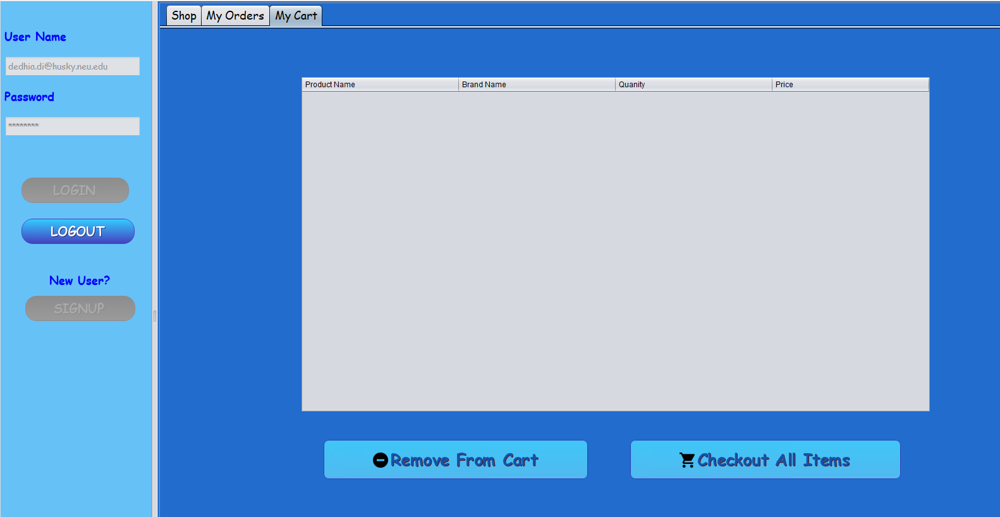 Shop My Orders My Cart
User Name
dedhia.di@husky.neu.edu
Password
********
LOGIN
LOGOUT
New User?
SIGNUP
Product Name Brand Name Quanity Price
Remove From Cart Checkout All Items